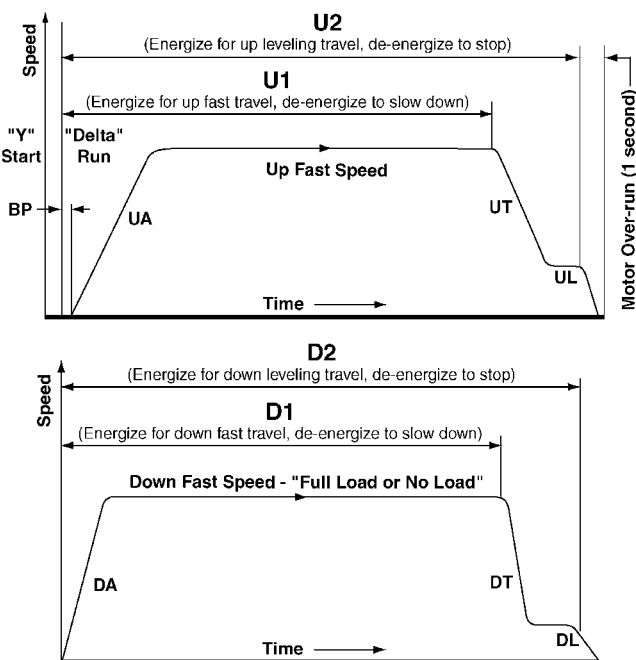 U2
(Energize for up leveling travel, de-energize to stop)
Speed
U1
(Energize for up fast travel, de-energize to slow down)
"Y"
Start
"Delta"
Run
Up Fast Speed
BP
UA
UT
UL
Time
Motor Over-run (1 second)
D2
(Energize for down leveling travel, de-energize to stop)
Speed
D1
(Energize for down fast travel, de-energize to slow down)
Down Fast Speed - "Full Load or No Load"
DA
DT
DL
Time